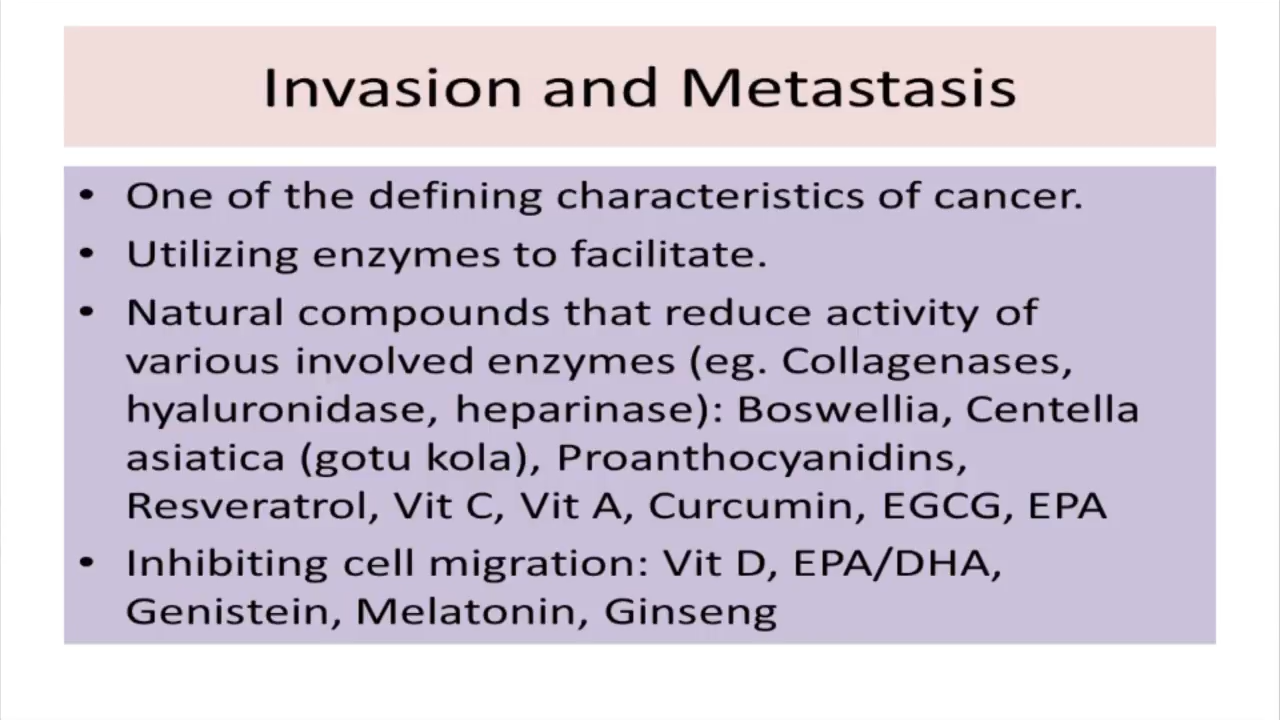 Invasion and Metastasis
• One of the defining characteristics of cancer.
• Utilizing enzymes to facilitate.
• Natural compounds that reduce activity of
various involved enzymes (eg. Collagenases,
hyaluronidase, heparinase): Boswellia, Centella
asiatica (gotu kola), Proanthocyanidins,
Resveratrol, Vit C, Vit A, Curcumin, EGCG, EPA
• Inhibiting cell migration: Vit D, EPA/DHA,
Genistein, Melatonin, Ginseng